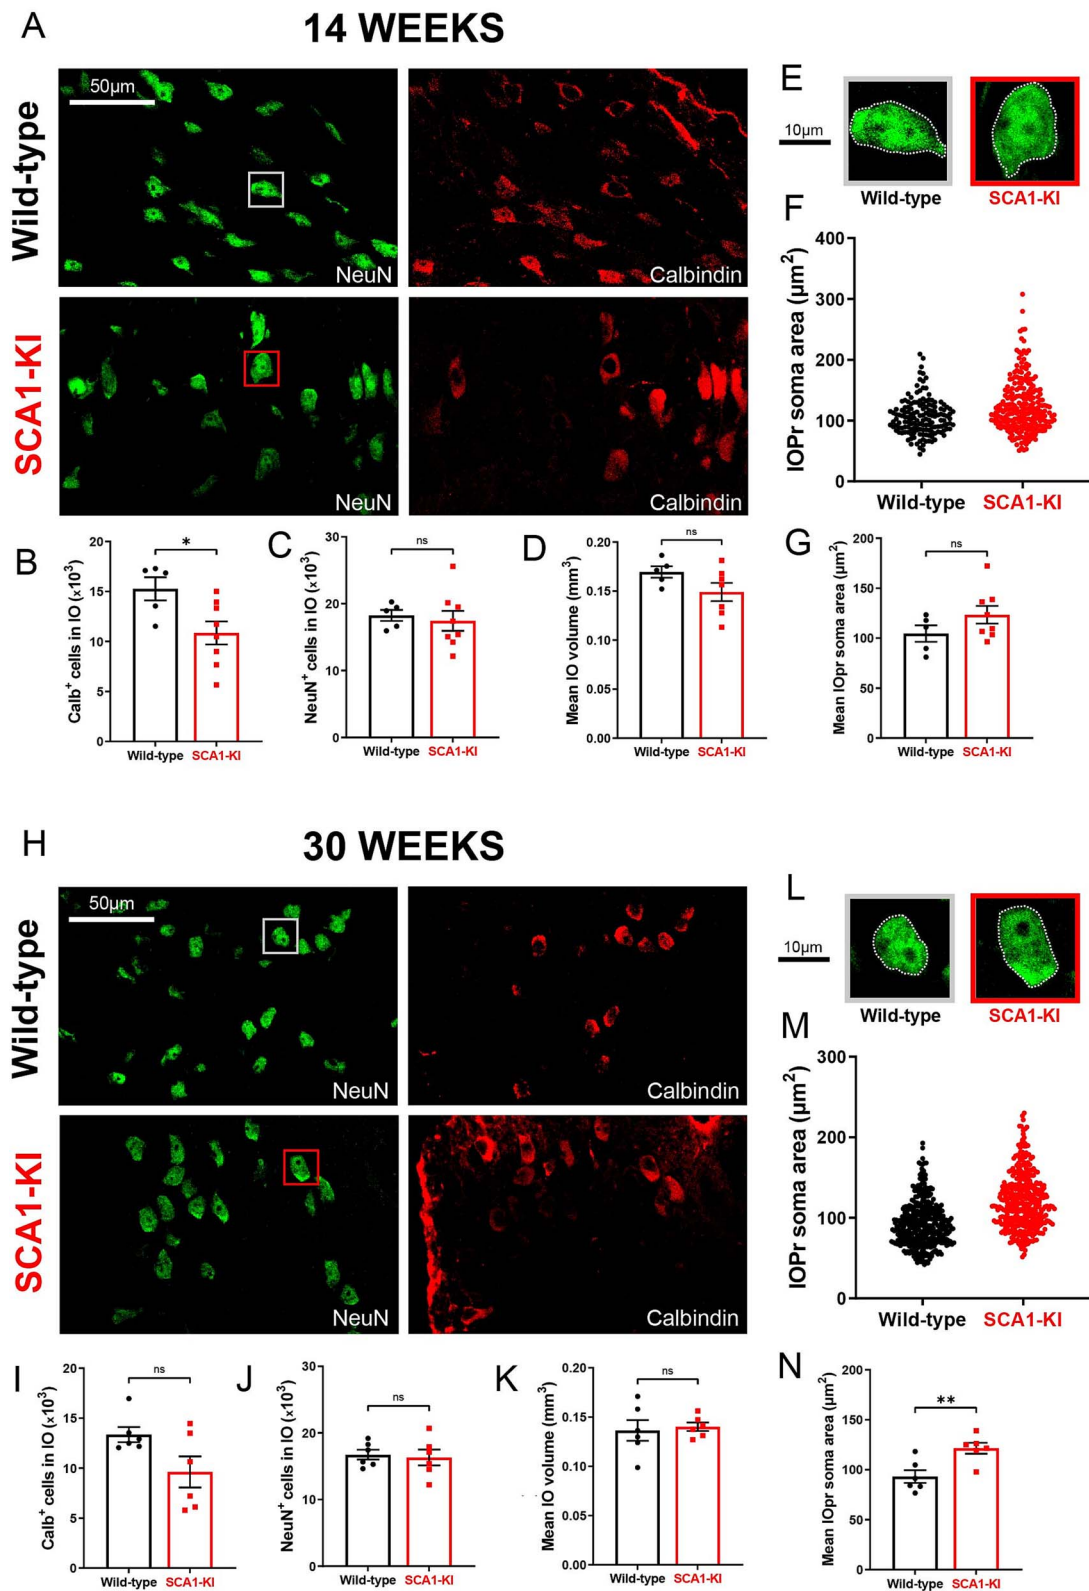 A
14 WEEKS
Wild-type
50µm
NeuN
Calbindin
SCA1-KI
NeuN
Calbindin
E
10µm
Wild-type
SCA1-KI
F
IOPr soma area (µm²)
400
300
200
100
0
Wild-type
SCA1-KI
B
Calb⁺ cells in IO (x10³)
20
15
10
5
0
*
Wild-type
SCA1-KI
C
NeuN⁺ cells in IO (x10³)
30
20
10
0
ns
Wild-type
SCA1-KI
D
Mean IO volume (mm³)
0.20
0.15
0.10
0.05
0.00
ns
Wild-type
SCA1-KI
G
Mean IOpr soma area (µm²)
200
150
100
50
0
ns
Wild-type
SCA1-KI
H
30 WEEKS
Wild-type
50µm
NeuN
Calbindin
SCA1-KI
NeuN
Calbindin
L
10µm
Wild-type
SCA1-KI
M
IOPr soma area (µm²)
300
200
100
0
Wild-type
SCA1-KI
I
Calb⁺ cells in IO (x10³)
20
15
10
5
0
ns
Wild-type
SCA1-KI
J
NeuN⁺ cells in IO (x10³)
30
20
10
0
ns
Wild-type
SCA1-KI
K
Mean IO volume (mm³)
0.20
0.15
0.10
0.05
0.00
ns
Wild-type
SCA1-KI
N
Mean IOpr soma area (µm²)
200
150
100
50
0
**
Wild-type
SCA1-KI